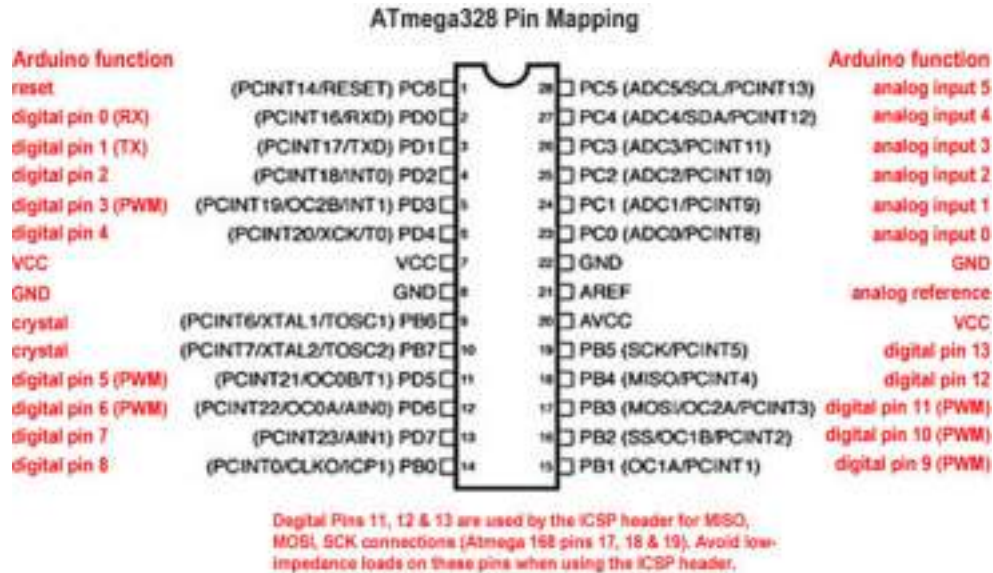 ATmega328 Pin Mapping
Arduino function Arduino function
reset (PCINT14/RESET) PC6 1 28 PC5 (ADC5/SCL/PCINT13) analog input 5
digital pin 0 (RX) (PCINT16/RXD) PD0 2 27 PC4 (ADC4/SDA/PCINT12) analog input 4
digital pin 1 (TX) (PCINT17/TXD) PD1 3 26 PC3 (ADC3/PCINT11) analog input 3
digital pin 2 (PCINT18/INT0) PD2 4 25 PC2 (ADC2/PCINT10) analog input 2
digital pin 3 (PWM) (PCINT19/OC2B/INT1) PD3 5 24 PC1 (ADC1/PCINT9) analog input 1
digital pin 4 (PCINT20/XCK/T0) PD4 6 23 PC0 (ADC0/PCINT8) analog input 0
VCC VCC 7 22 GND GND
GND GND 8 21 AREF analog reference
crystal (PCINT6/XTAL1/TOSC1) PB6 9 20 AVCC VCC
crystal (PCINT7/XTAL2/TOSC2) PB7 10 19 PB5 (SCK/PCINT5) digital pin 13
digital pin 5 (PWM) (PCINT21/OC0B/T1) PD5 11 18 PB4 (MISO/PCINT4) digital pin 12
digital pin 6 (PWM) (PCINT22/OC0A/AIN0) PD6 12 17 PB3 (MOSI/OC2A/PCINT3) digital pin 11 (PWM)
digital pin 7 (PCINT23/AIN1) PD7 13 16 PB2 (SS/OC1B/PCINT2) digital pin 10 (PWM)
digital pin 8 (PCINT0/CLKO/ICP1) PB0 14 15 PB1 (OC1A/PCINT1) digital pin 9 (PWM)
Degital Pins 11, 12 & 13 are used by the ICSP header for MISO,
MOSI, SCK connections (Atmega 168 pins 17, 18 & 19). Avoid low-
impedance loads on these pins when using the ICSP header.